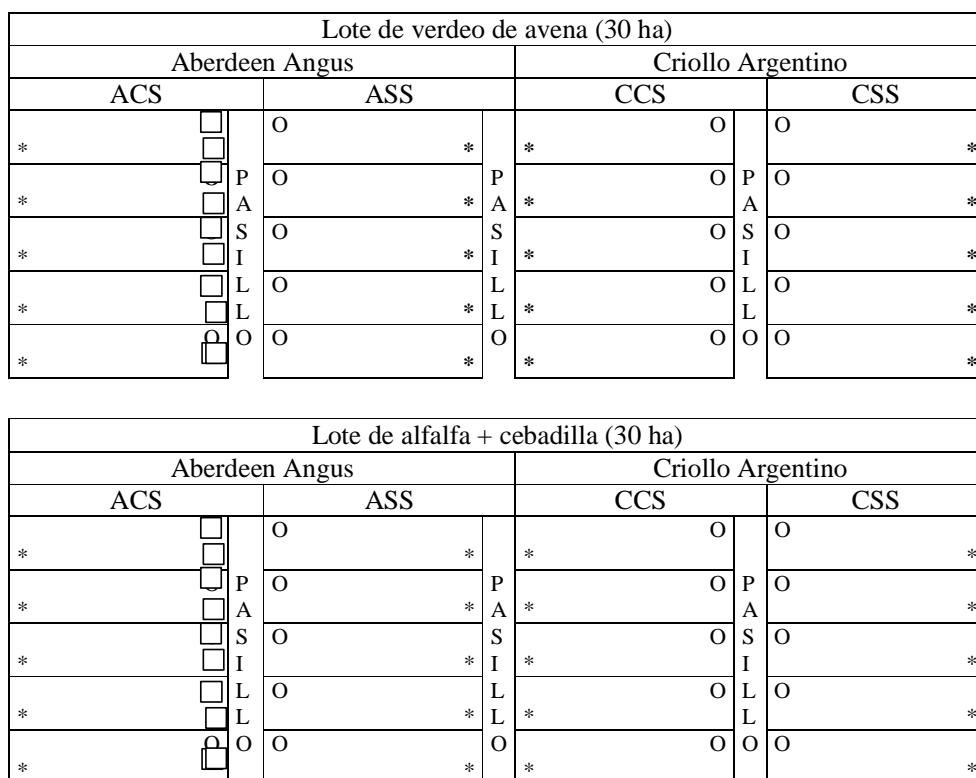 Lote de verdeo de avena (30 ha)
Aberdeen Angus Criollo Argentino
ACS ASS CCS CSS
O O O
* * * *
O O O
* * * *
O O O
* * * *
O O O
* * * *
O O O O
* * * *
PASILLO PASILLO PASILLO
Lote de alfalfa + cebadilla (30 ha)
Aberdeen Angus Criollo Argentino
ACS ASS CCS CSS
O O O
* * * *
O O O
* * * *
O O O
* * * *
O O O
* * * *
O O O O
* * * *
PASILLO PASILLO PASILLO